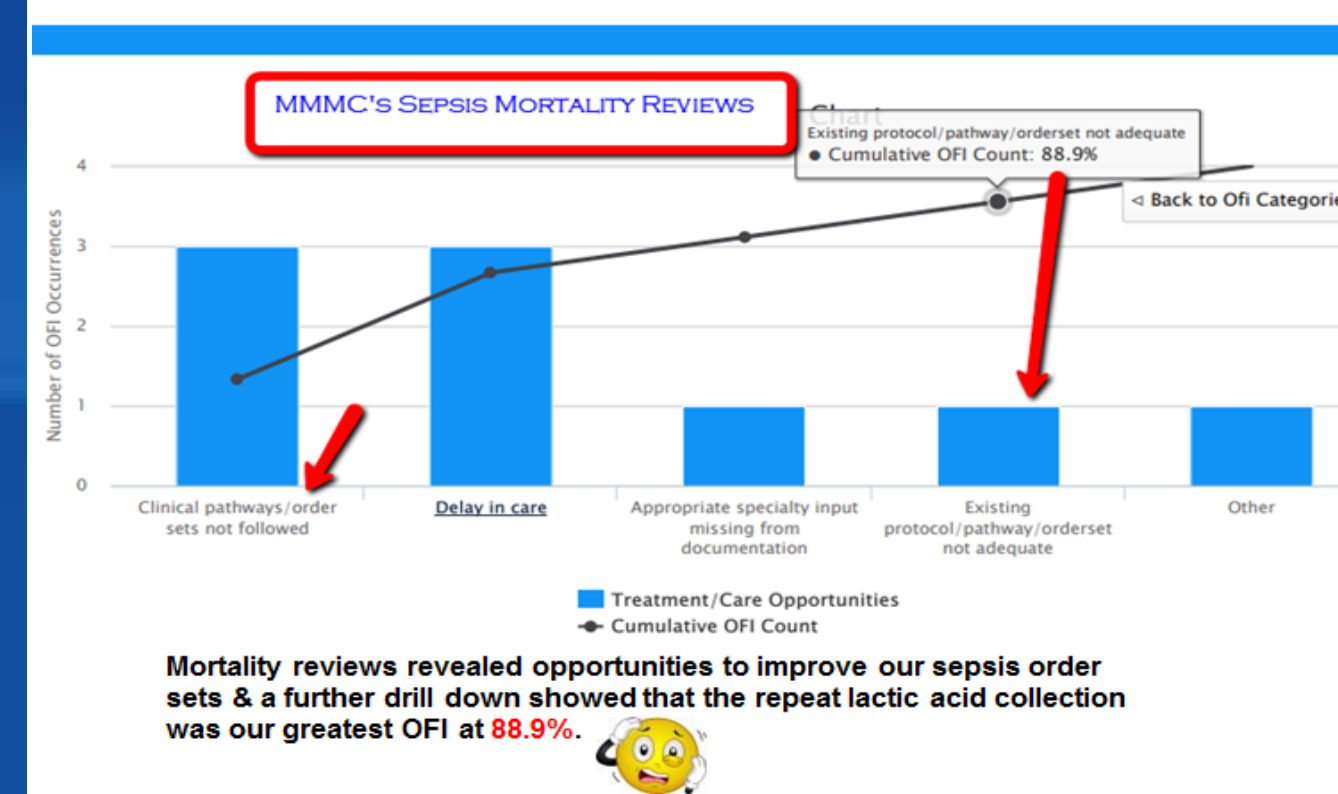 MMMC's Sepsis Mortality Reviews
Chart
Existing protocol/pathway/orderset not adequate
● Cumulative OFI Count: 88.9%
◃ Back to Ofi Categorie
4
3
2
1
0
Number of OFI Occurrences
Clinical pathways/order
sets not followed
Delay in care
Appropriate specialty input
missing from
documentation
Existing
protocol/pathway/orderset
not adequate
Other
Treatment/Care Opportunities
Cumulative OFI Count
Mortality reviews revealed opportunities to improve our sepsis order
sets & a further drill down showed that the repeat lactic acid collection
was our greatest OFI at 88.9%.